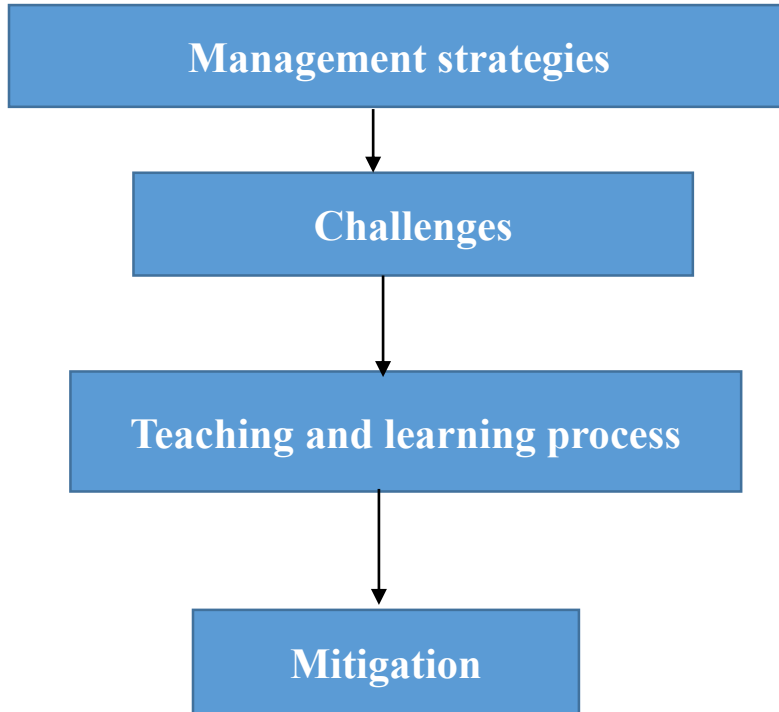 Management strategies
Challenges
Teaching and learning process
Mitigation